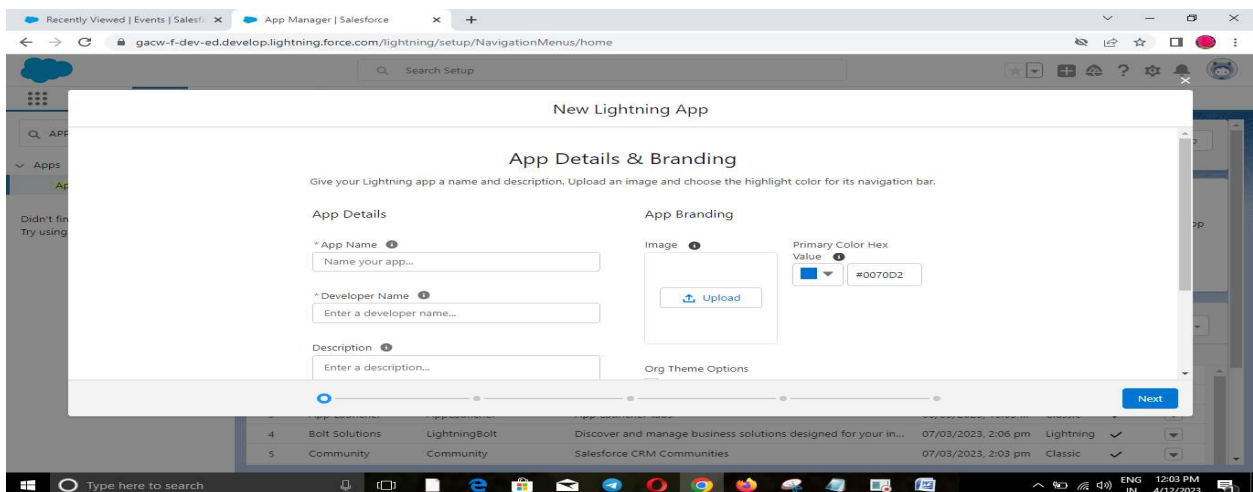 Recently Viewed | Events | Salesf
App Manager | Salesforce
gacw-f-dev-ed.develop.lightning.force.com/lightning/setup/NavigationMenus/home
Search Setup
New Lightning App
APP
Apps
Ap
Didn't fin
Try using
App Details & Branding
Give your Lightning app a name and description. Upload an image and choose the highlight color for its navigation bar.
App Details
App Branding
*App Name
Name your app...
Image
Primary Color Hex
Value
#0070D2
Upload
*Developer Name
Enter a developer name...
Description
Enter a description...
Org Theme Options
Next
4 Bolt Solutions LightningBolt Discover and manage business solutions designed for your in... 07/03/2023, 2:06 pm Lightning
5 Community Community Salesforce CRM Communities 07/03/2023, 2:03 pm Classic
Type here to search
ENG 12:03 PM
IN 4/12/2023